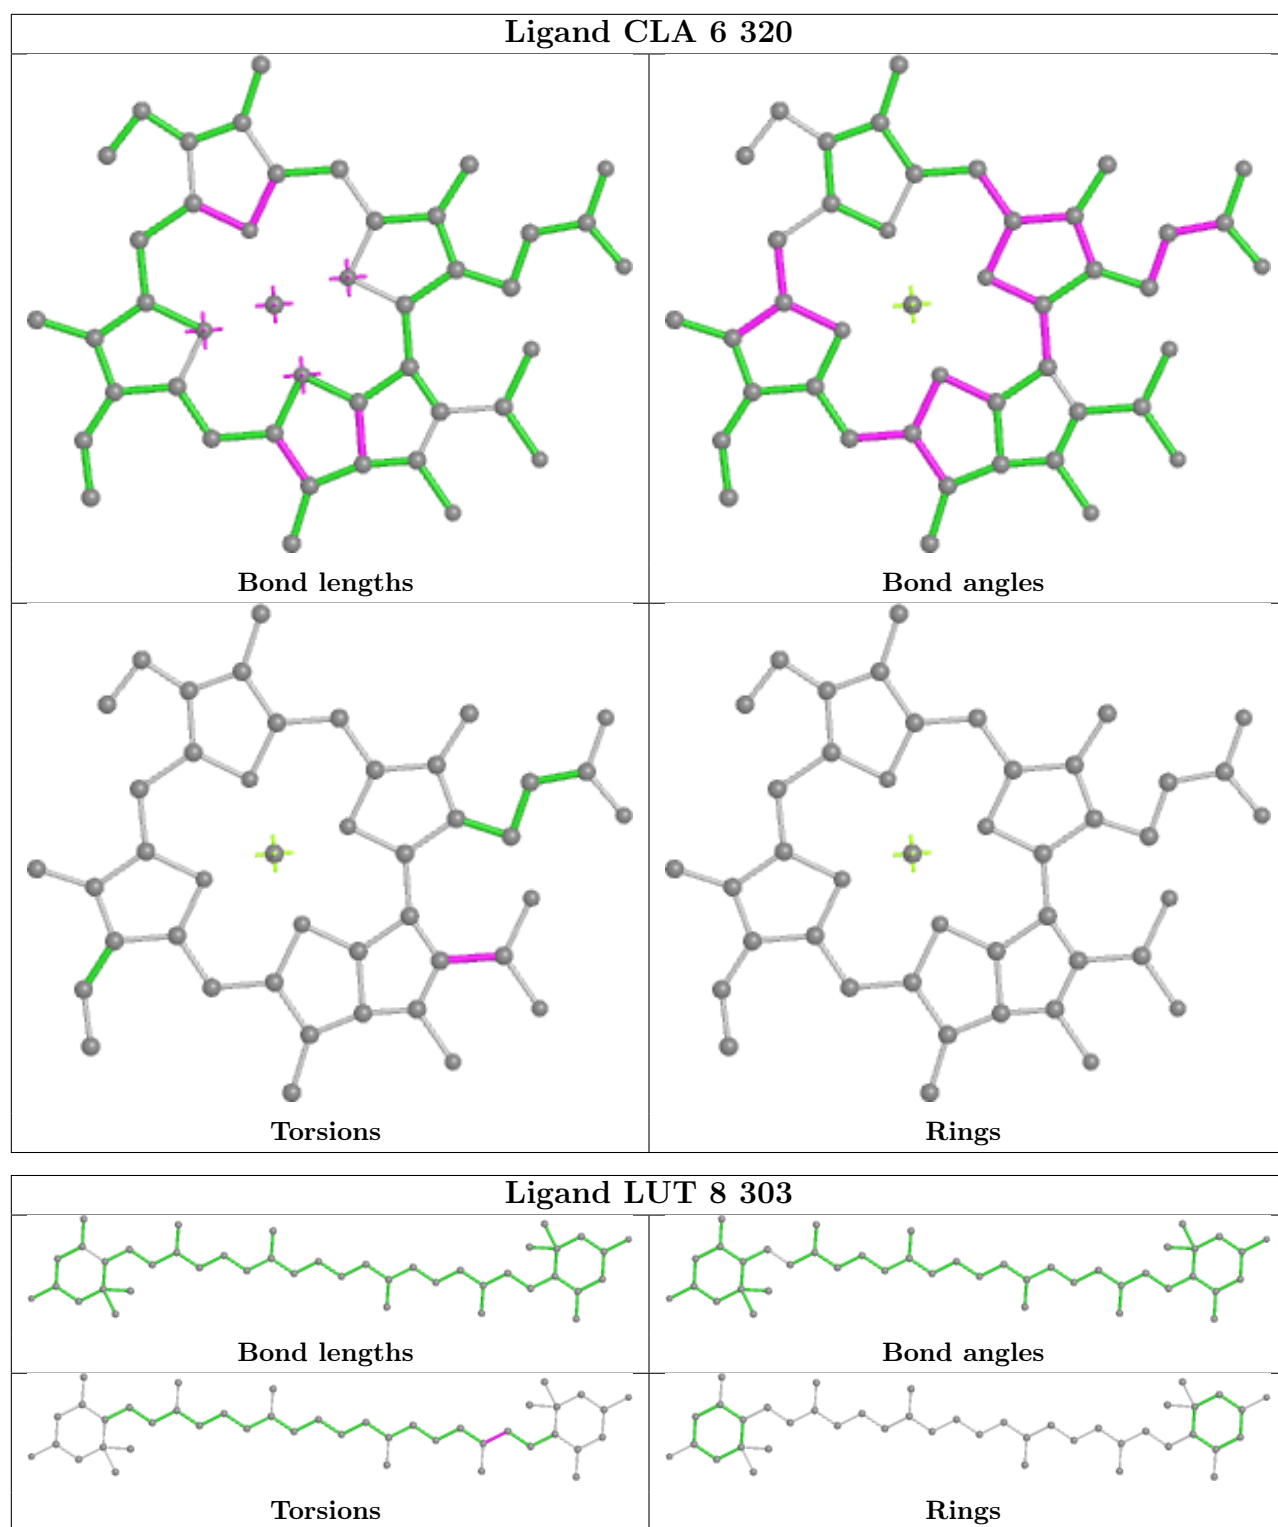 Ligand CLA 6 320
Bond lengths
Bond angles
Torsions
Rings
Ligand LUT 8 303
Bond lengths
Bond angles
Torsions
Rings